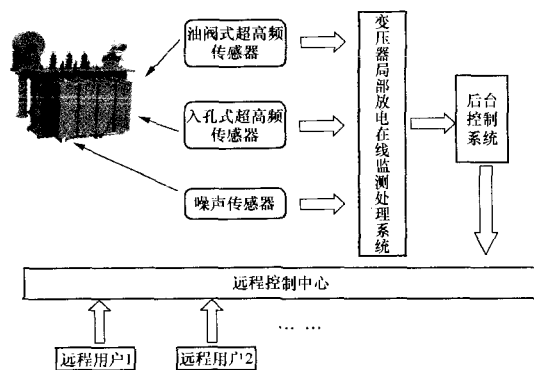 油阀式超高频
传感器
入孔式超高频
传感器
噪声传感器
变压器局部放电在线监测处理系统
后台
控制
系统
远程控制中心
远程用户1
远程用户2
… …